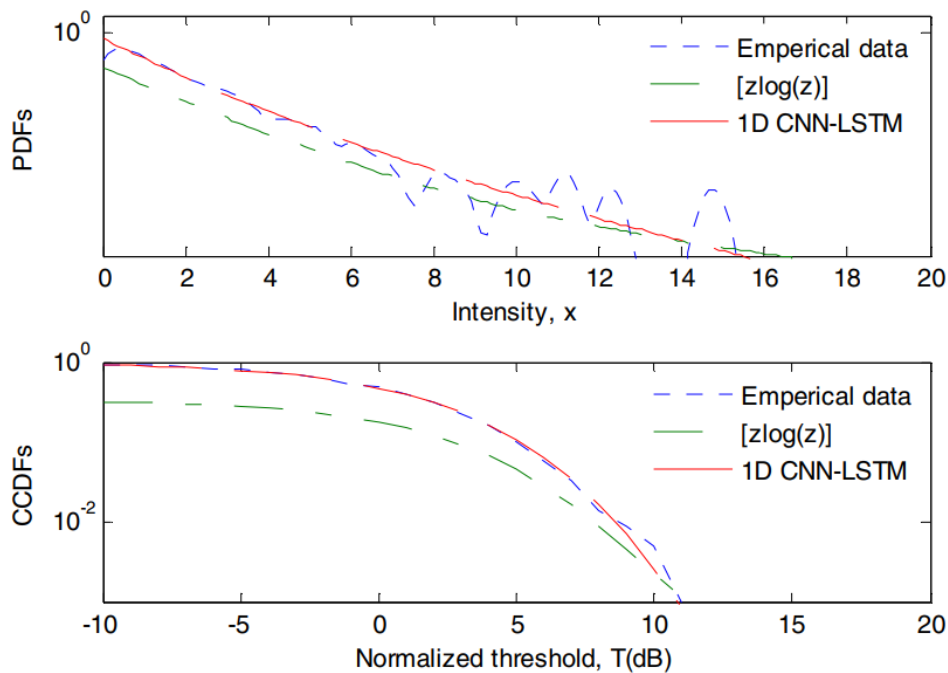 10^0
PDFs
Emperical data
[zlog(z)]
1D CNN-LSTM
0 2 4 6 8 10 12 14 16 18 20
Intensity, x
10^0
10^-2
CCDFs
Emperical data
[zlog(z)]
1D CNN-LSTM
-10 -5 0 5 10 15 20
Normalized threshold, T(dB)